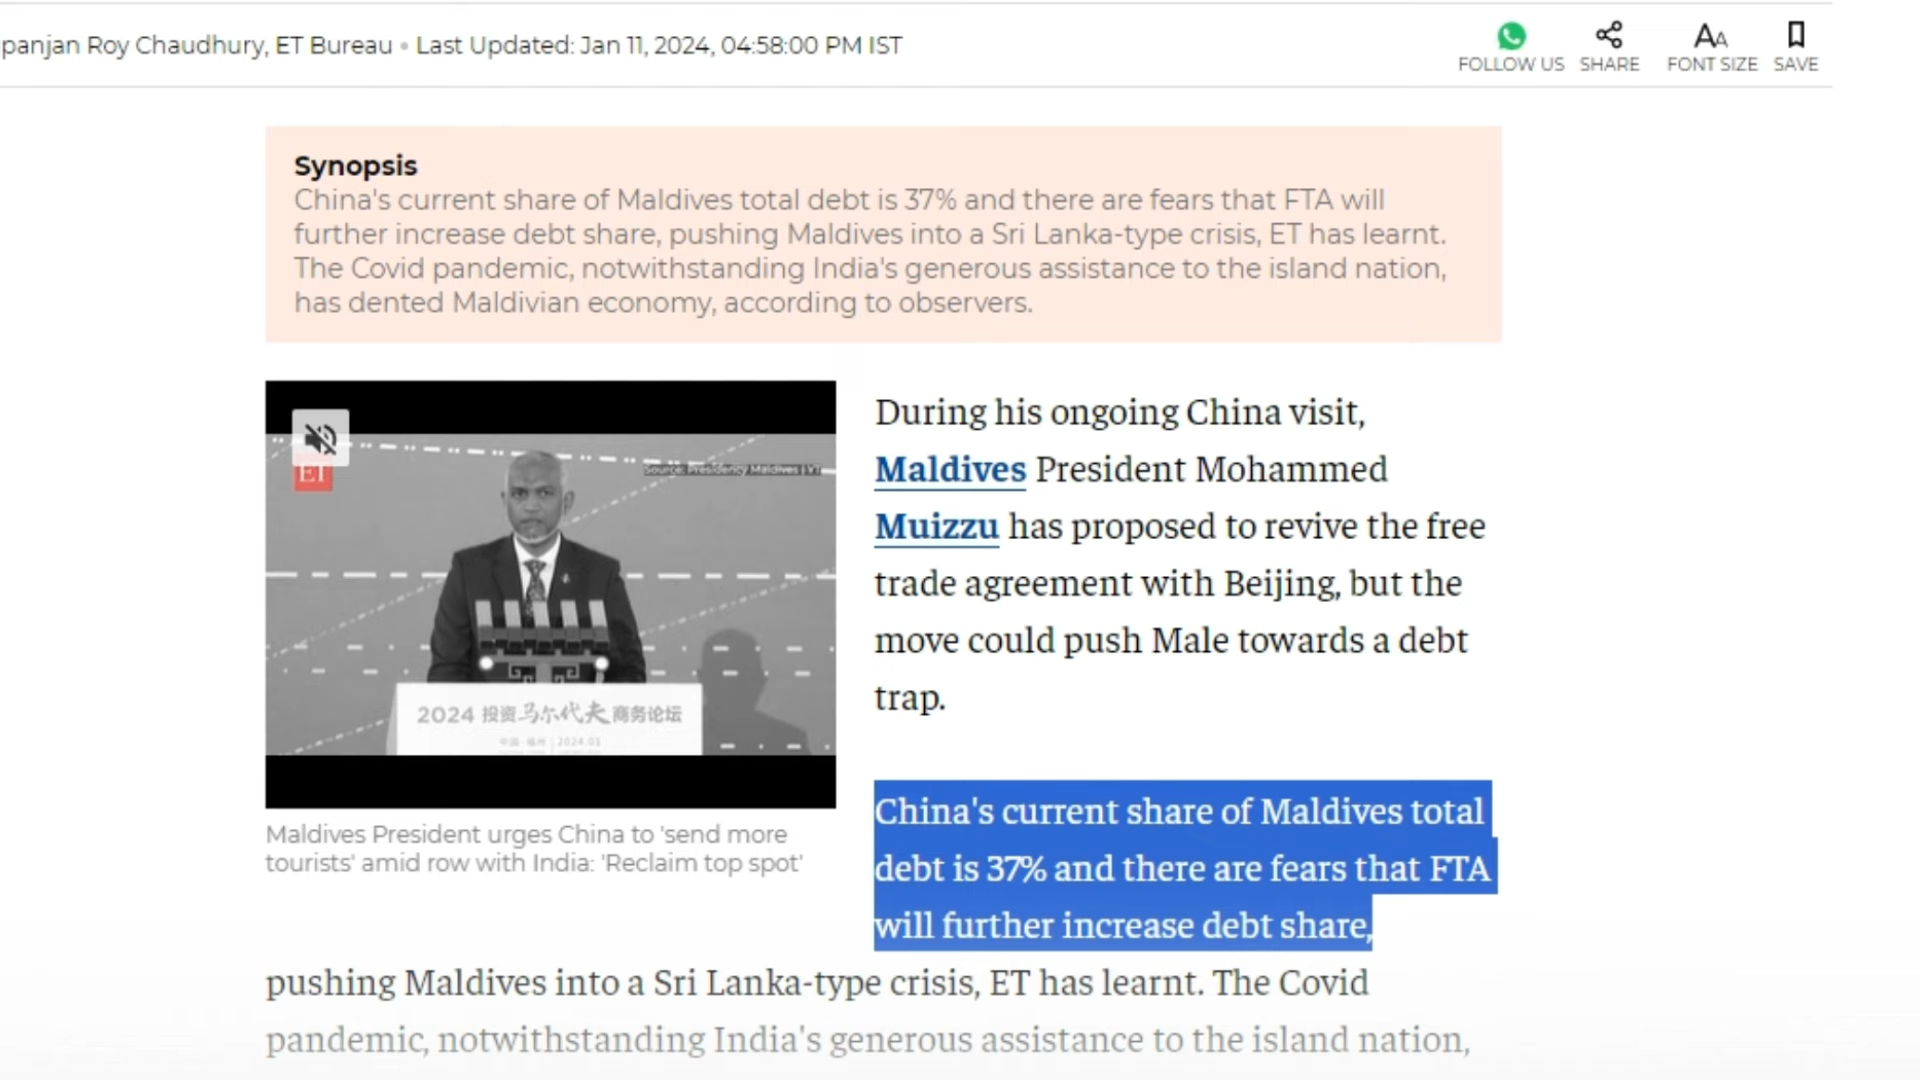 panjan Roy Chaudhury, ET Bureau • Last Updated: Jan 11, 2024, 04:58:00 PM IST
FOLLOW US
SHARE
FONT SIZE
SAVE
Synopsis
China's current share of Maldives total debt is 37% and there are fears that FTA will
further increase debt share, pushing Maldives into a Sri Lanka-type crisis, ET has learnt.
The Covid pandemic, notwithstanding India's generous assistance to the island nation,
has dented Maldivian economy, according to observers.
ET
Source: Presidency Maldives | YT
2024 投资马尔代夫商务论坛
中国·福州 | 2024.01
Maldives President urges China to 'send more
tourists' amid row with India: 'Reclaim top spot'
During his ongoing China visit,
Maldives President Mohammed
Muizzu has proposed to revive the free
trade agreement with Beijing, but the
move could push Male towards a debt
trap.
China's current share of Maldives total
debt is 37% and there are fears that FTA
will further increase debt share,
pushing Maldives into a Sri Lanka-type crisis, ET has learnt. The Covid
pandemic, notwithstanding India's generous assistance to the island nation,